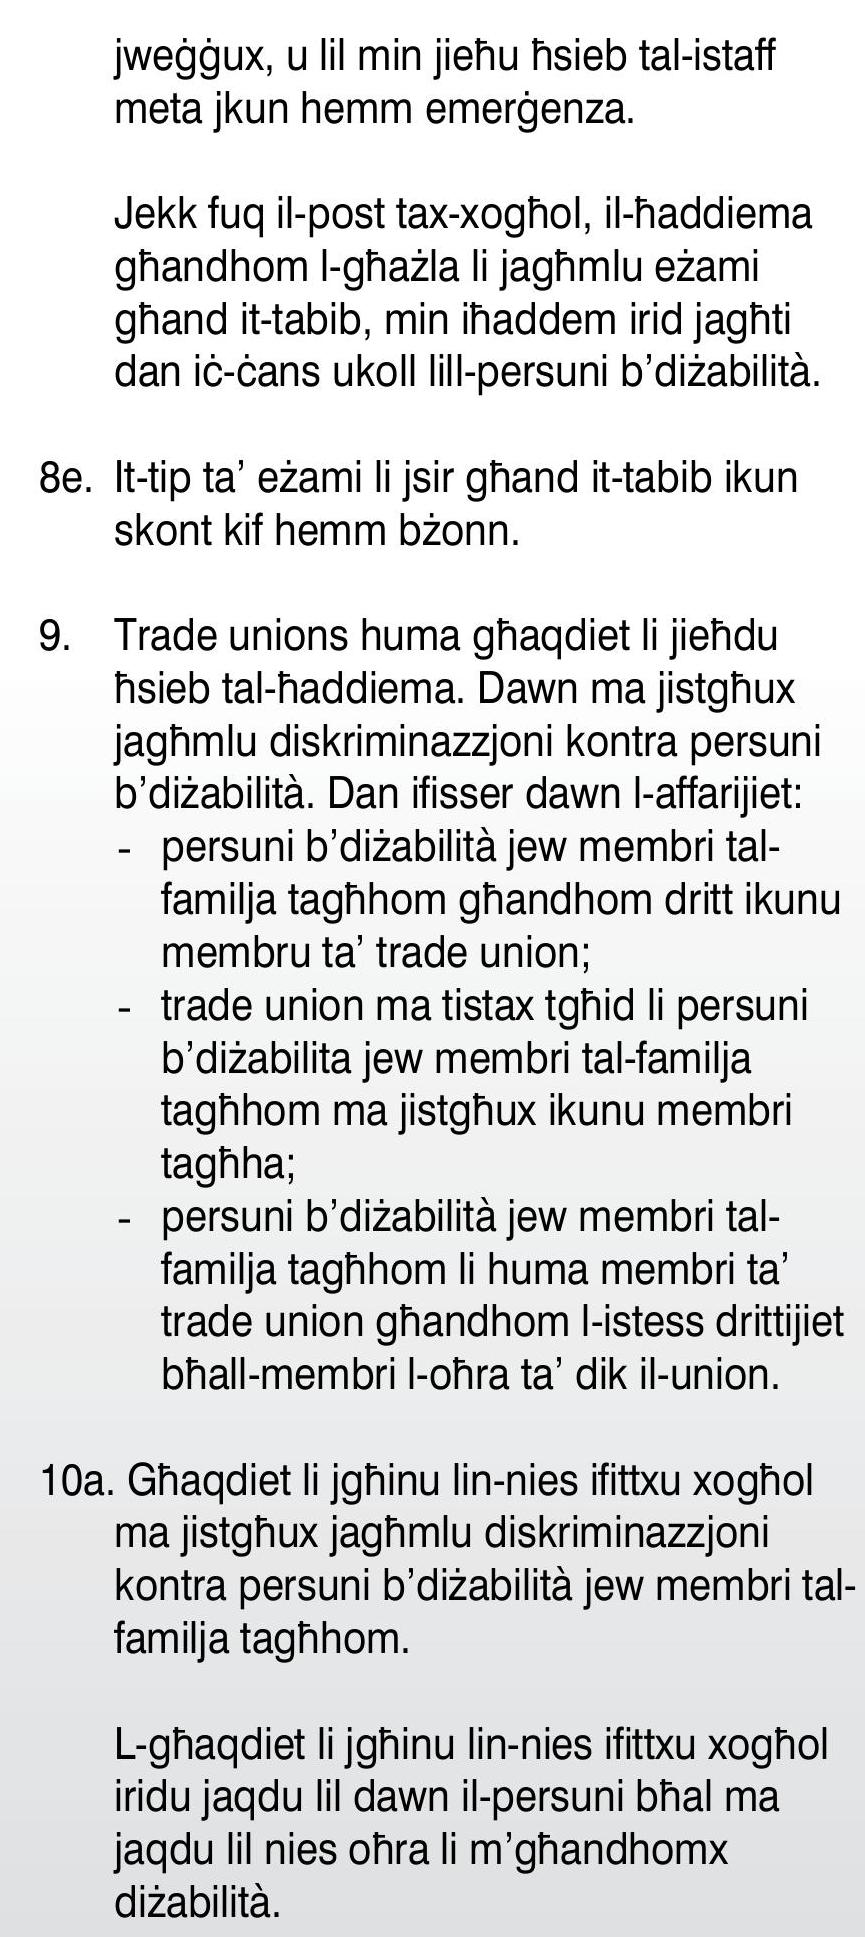 jweġġux, u lil min jieħu ħsieb tal-istaff
meta jkun hemm emerġenza.
Jekk fuq il-post tax-xogħol, il-ħaddiema
għandhom l-għażla li jagħmlu eżami
għand it-tabib, min iħaddem irid jagħti
dan iċ-ċans ukoll lill-persuni b’diżabilità.
8e. It-tip ta’ eżami li jsir għand it-tabib ikun
skont kif hemm bżonn.
9. Trade unions huma għaqdiet li jieħdu
ħsieb tal-ħaddiema. Dawn ma jistgħux
jagħmlu diskriminazzjoni kontra persuni
b’diżabilità. Dan ifisser dawn l-affarijiet:
- persuni b’diżabilità jew membri tal-
familja tagħhom għandhom dritt ikunu
membru ta’ trade union;
- trade union ma tistax tgħid li persuni
b’diżabilita jew membri tal-familja
tagħhom ma jistgħux ikunu membri
tagħha;
- persuni b’diżabilità jew membri tal-
familja tagħhom li huma membri ta’
trade union għandhom l-istess drittijiet
bħall-membri l-oħra ta’ dik il-union.
10a. Għaqdiet li jgħinu lin-nies ifittxu xogħol
ma jistgħux jagħmlu diskriminazzjoni
kontra persuni b’diżabilità jew membri tal-
familja tagħhom.
L-għaqdiet li jgħinu lin-nies ifittxu xogħol
iridu jaqdu lil dawn il-persuni bħal ma
jaqdu lil nies oħra li m’għandhomx
diżabilità.